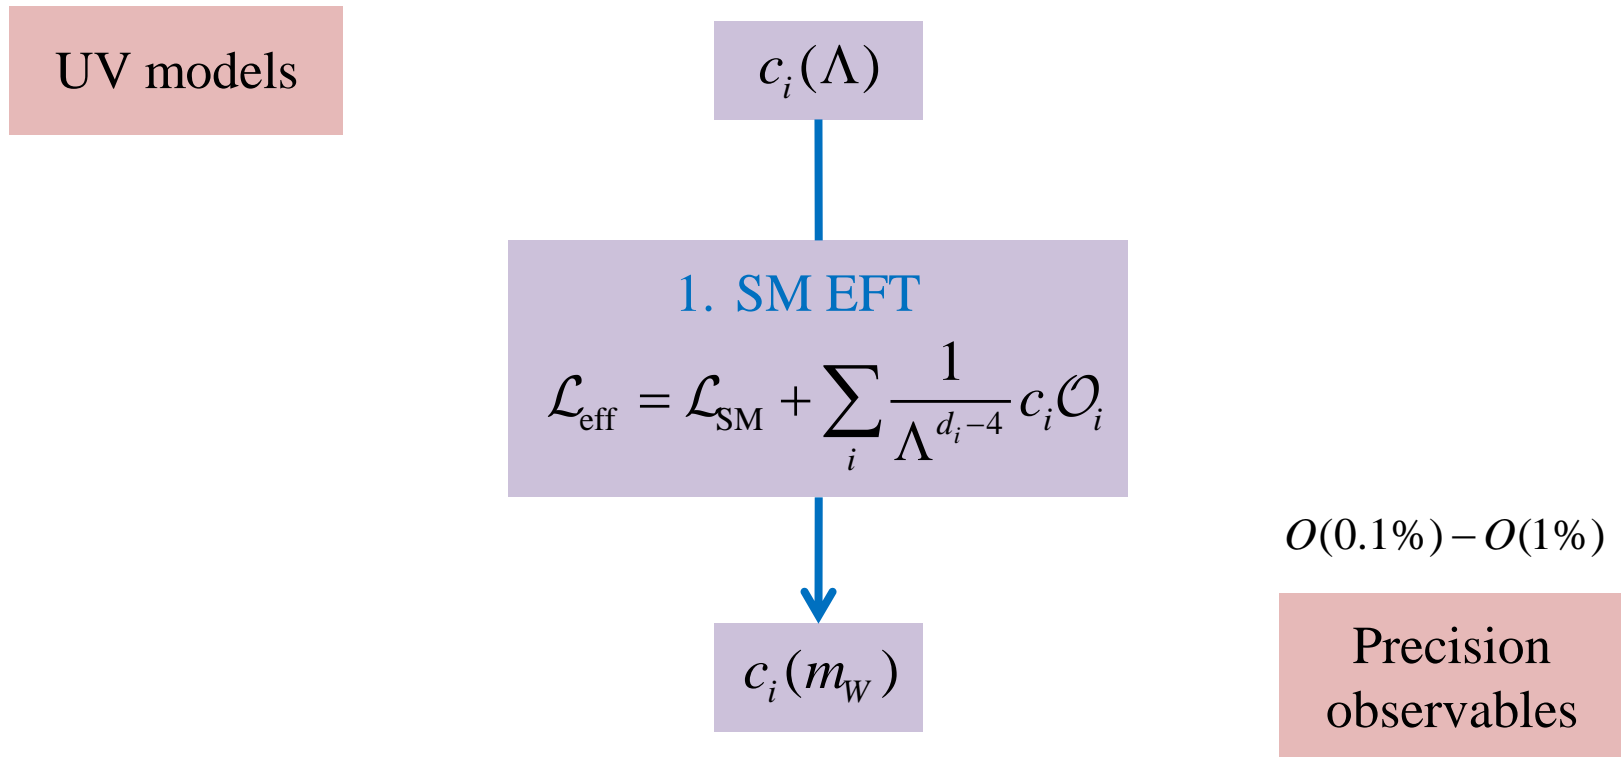 UV models
c_i(Λ)
1. SM EFT
ℒ_eff = ℒ_SM + ∑_i 1/Λ^{d_i−4} c_i 𝒪_i
O(0.1%) − O(1%)
c_i(m_W)
Precision
observables